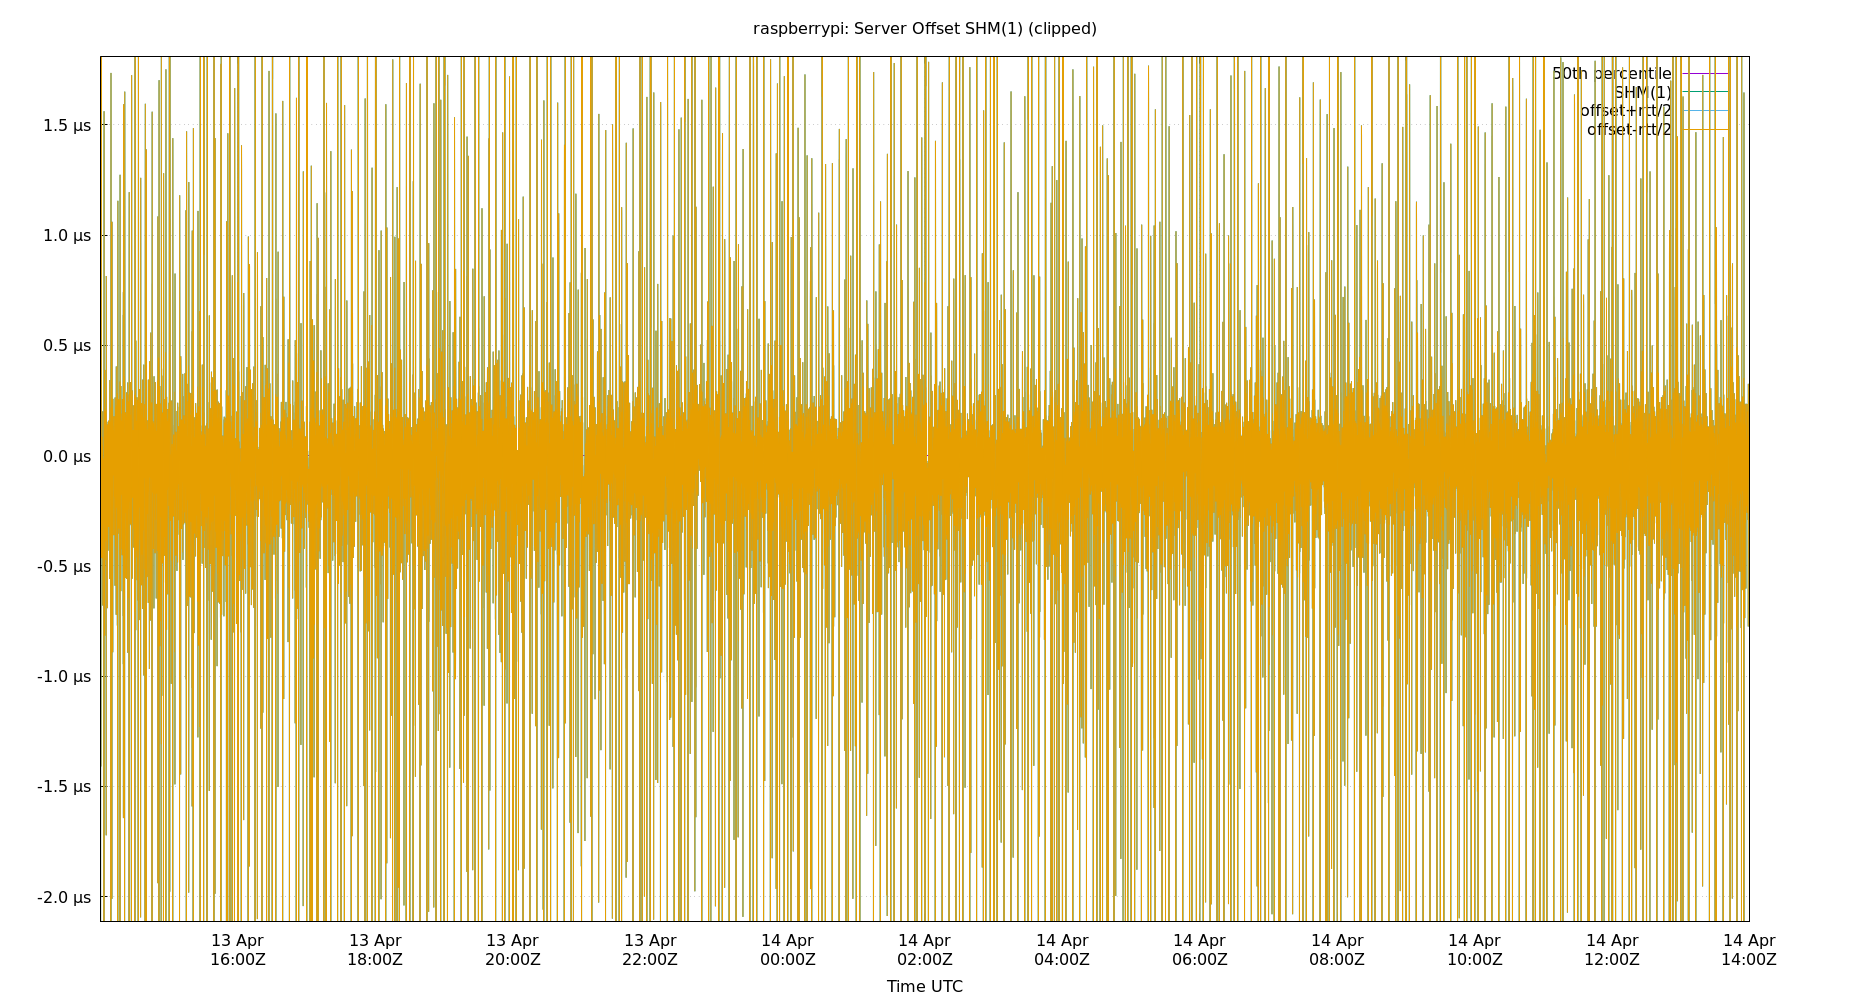 raspberrypi: Server Offset SHM(1) (clipped)
50th percentile
SHM(1)
offset+rtt/2
offset-rtt/2
1.5 µs
1.0 µs
0.5 µs
0.0 µs
-0.5 µs
-1.0 µs
-1.5 µs
-2.0 µs
13 Apr 13 Apr 13 Apr 13 Apr 14 Apr 14 Apr 14 Apr 14 Apr 14 Apr 14 Apr 14 Apr 14 Apr
16:00Z 18:00Z 20:00Z 22:00Z 00:00Z 02:00Z 04:00Z 06:00Z 08:00Z 10:00Z 12:00Z 14:00Z
Time UTC